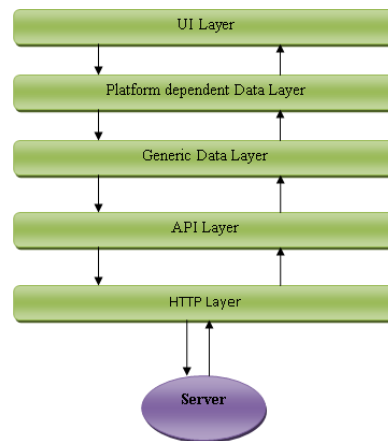 UI Layer
Platform dependent Data Layer
Generic Data Layer
API Layer
HTTP Layer
Server